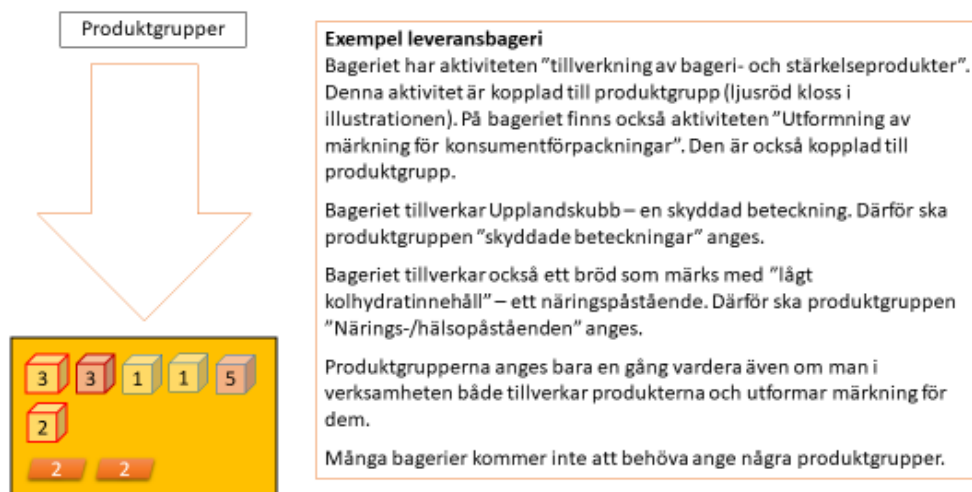 Produktgrupper
Exempel leveransbageri
Bageriet har aktiviteten ”tillverkning av bageri- och stärkelseprodukter”.
Denna aktivitet är kopplad till produktgrupp (ljusröd kloss i
illustrationen). På bageriet finns också aktiviteten ”Utformning av
märkning för konsumentförpackningar”. Den är också kopplad till
produktgrupp.
Bageriet tillverkar Upplandskubb – en skyddad beteckning. Därför ska
produktgruppen ”skyddade beteckningar” anges.
Bageriet tillverkar också ett bröd som märks med ”lågt
kolhydratinnehåll” – ett näringspåstående. Därför ska produktgruppen
”Närings-/hälsopåståenden” anges.
Produktgrupperna anges bara en gång vardera även om man i
verksamheten både tillverkar produkterna och utformar märkning för
dem.
Många bagerier kommer inte att behöva ange några produktgrupper.
3 3 1 1 5
2
2 2